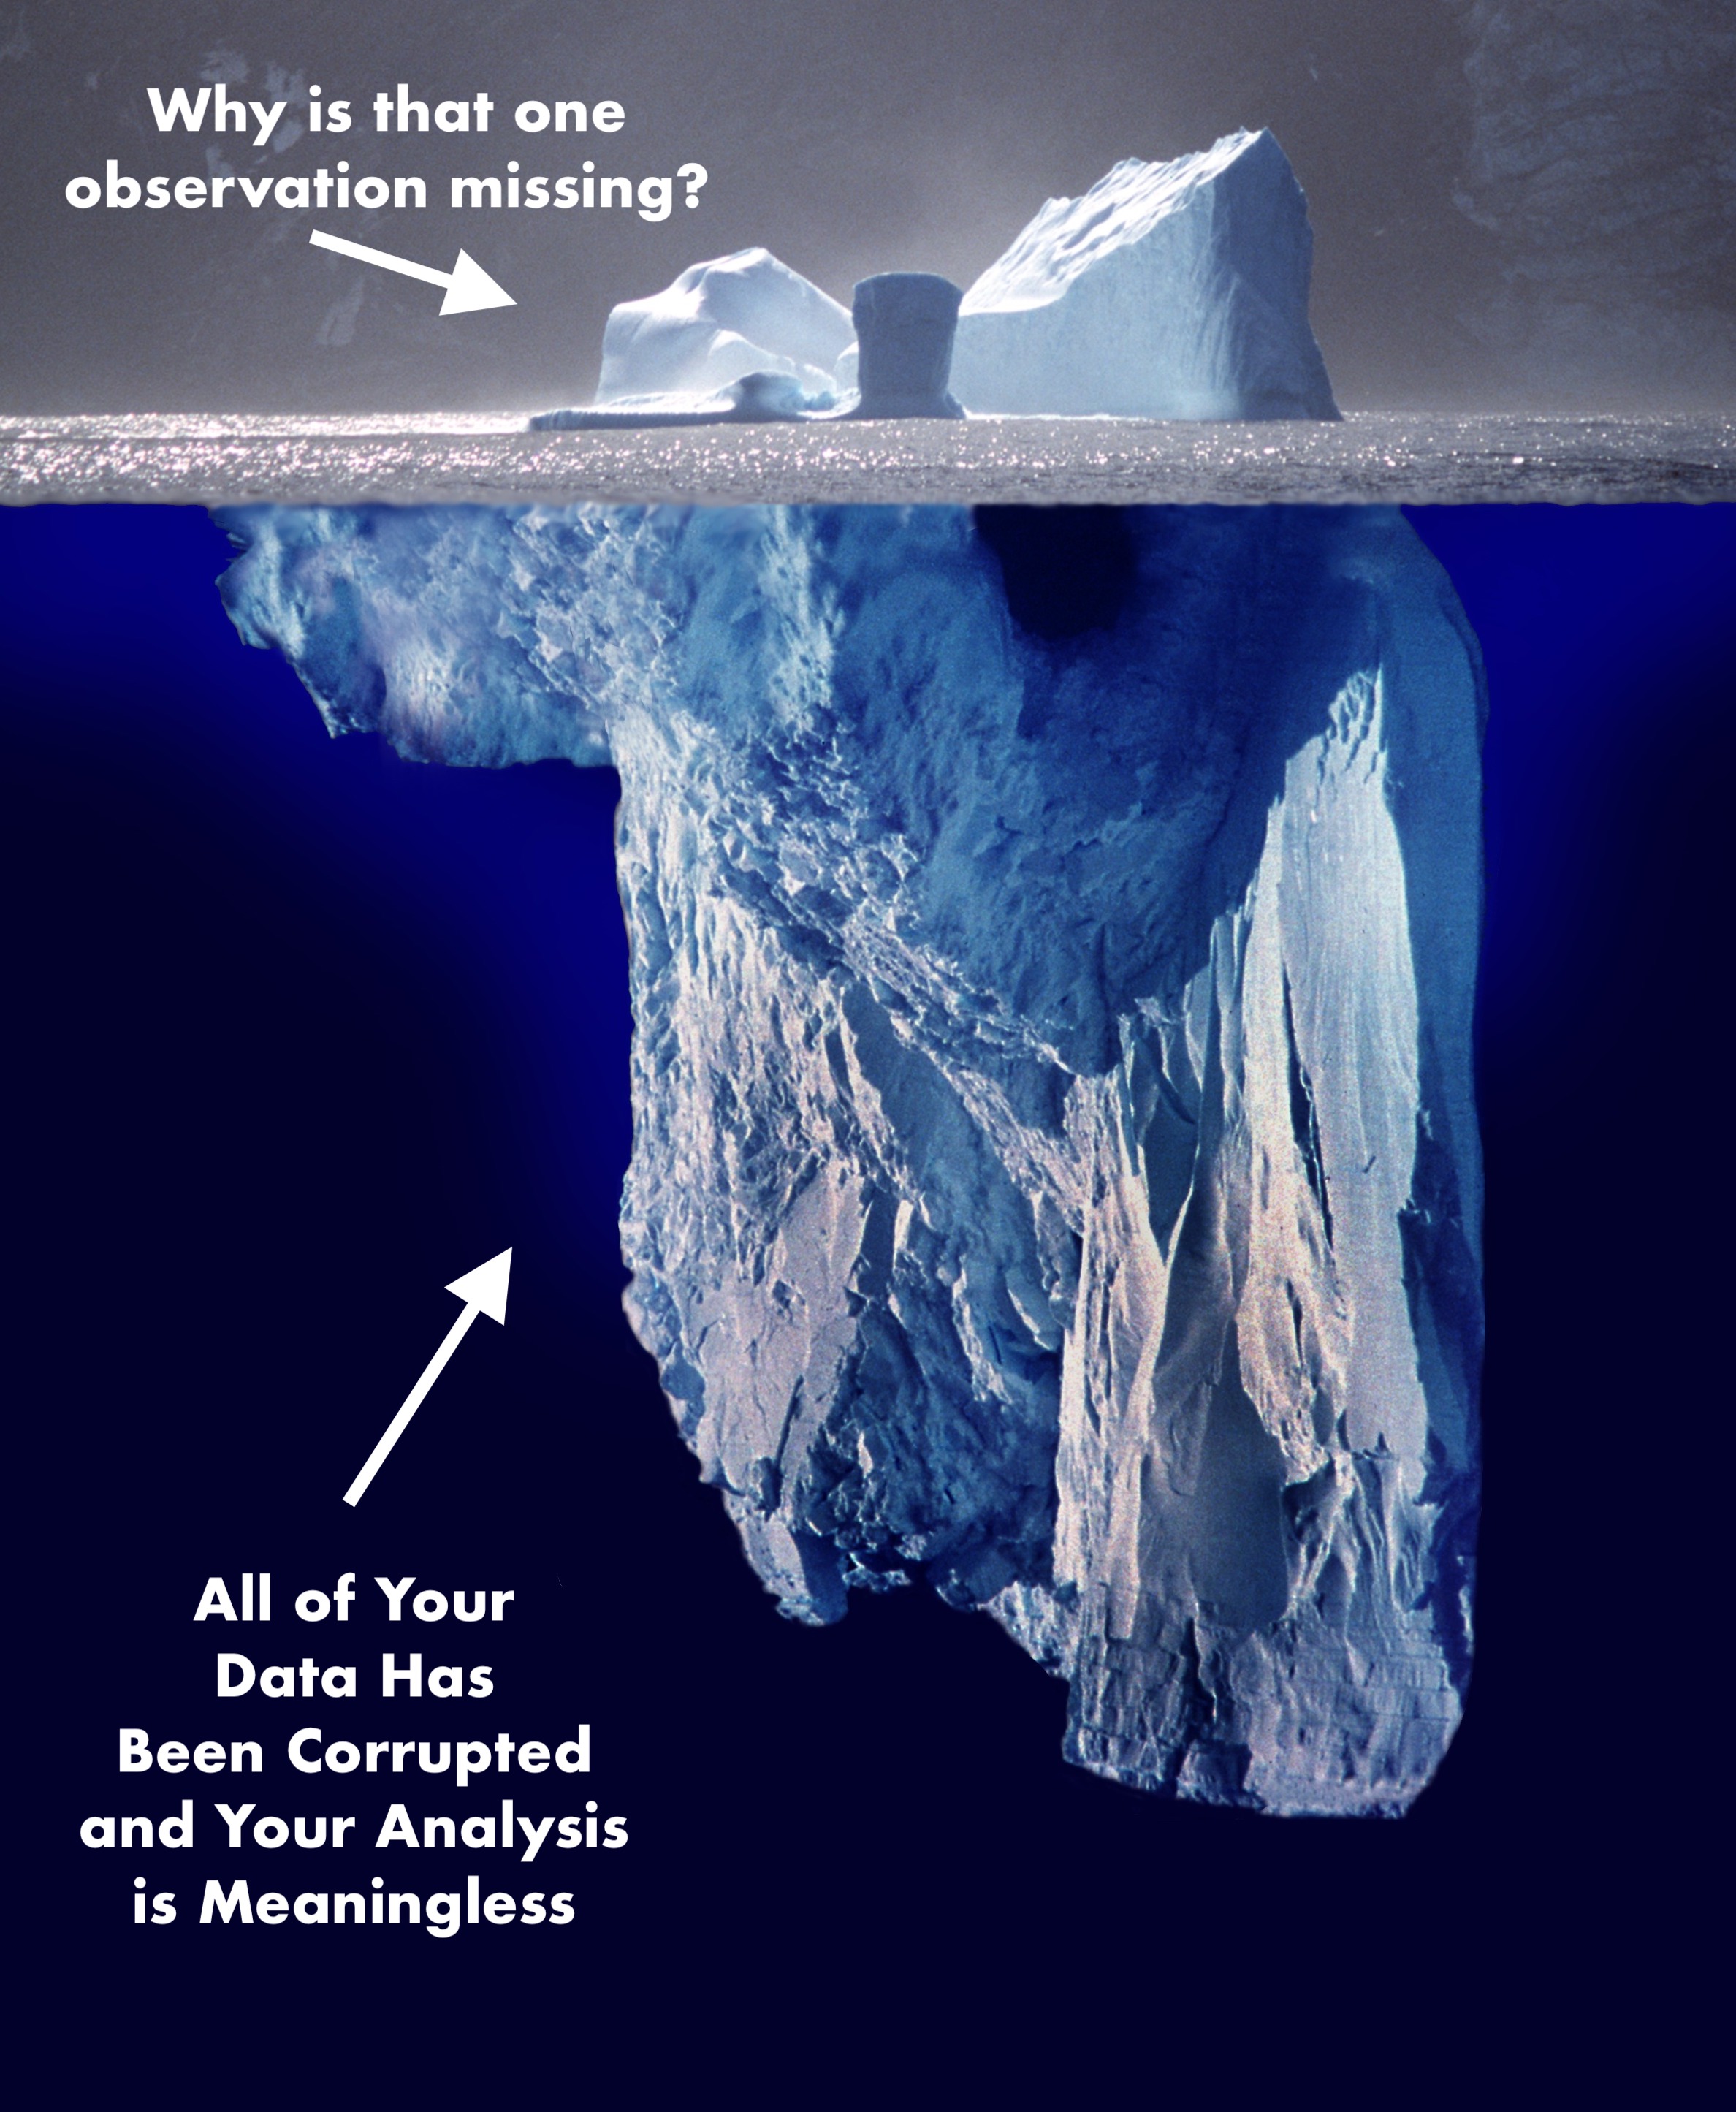 Why is that one
observation missing?
All of Your
Data Has
Been Corrupted
and Your Analysis
is Meaningless